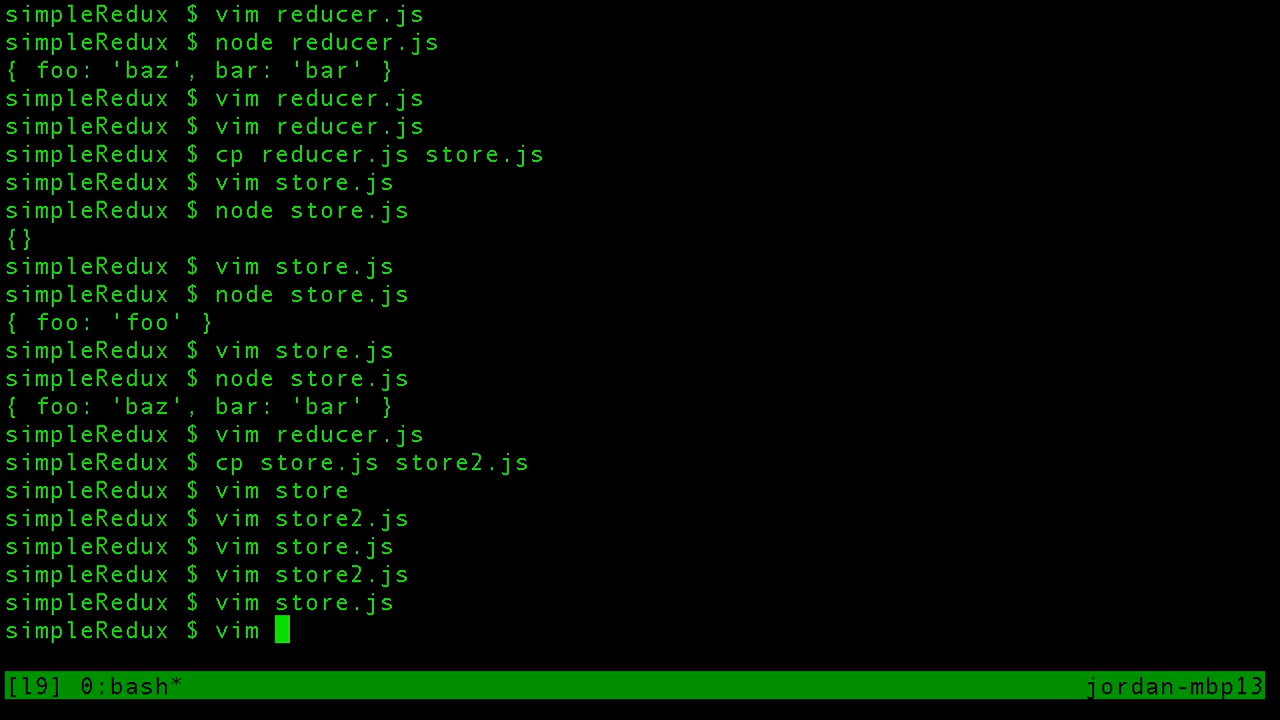 simpleRedux $ vim reducer.js
simpleRedux $ node reducer.js
{ foo: 'baz', bar: 'bar' }
simpleRedux $ vim reducer.js
simpleRedux $ vim reducer.js
simpleRedux $ cp reducer.js store.js
simpleRedux $ vim store.js
simpleRedux $ node store.js
{}
simpleRedux $ vim store.js
simpleRedux $ node store.js
{ foo: 'foo' }
simpleRedux $ vim store.js
simpleRedux $ node store.js
{ foo: 'baz', bar: 'bar' }
simpleRedux $ vim reducer.js
simpleRedux $ cp store.js store2.js
simpleRedux $ vim store
simpleRedux $ vim store2.js
simpleRedux $ vim store.js
simpleRedux $ vim store2.js
simpleRedux $ vim store.js
simpleRedux $ vim
[l9] 0:bash* jordan-mbp13